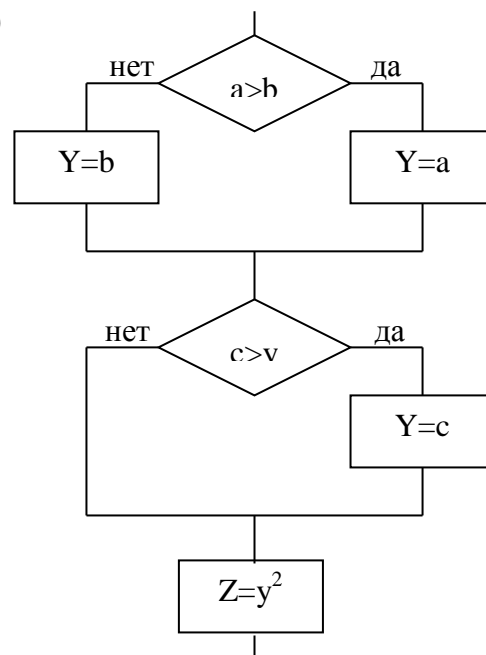 )
нет a>b да
Y=b Y=a
нет c>y да
Y=c
Z=y²